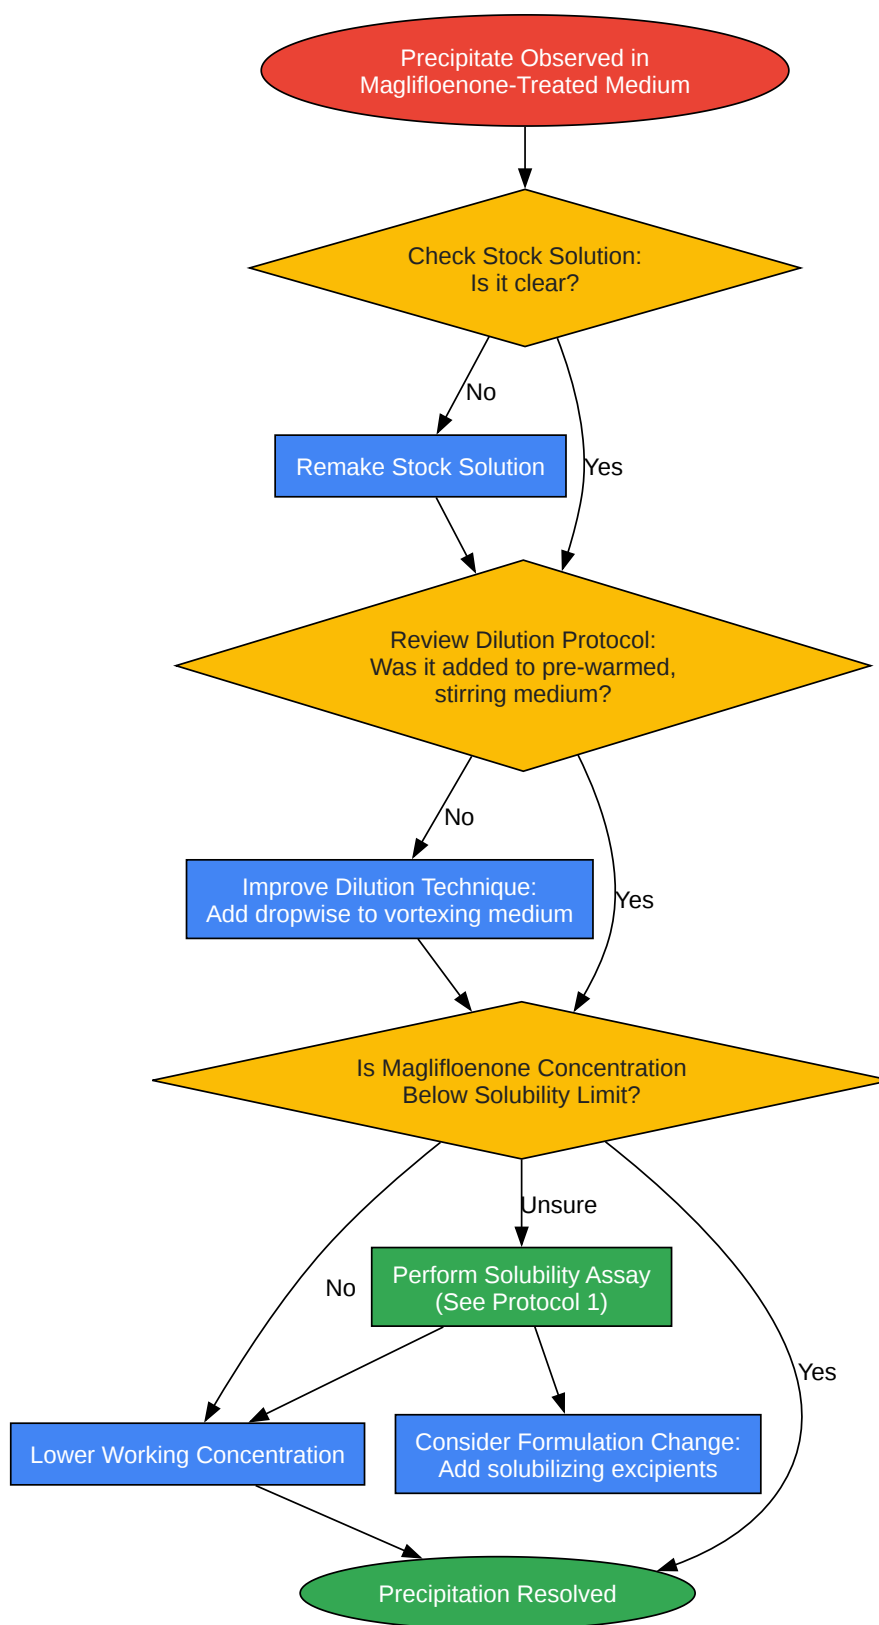 Precipitate Observed in
Maglifloenone-Treated Medium
Check Stock Solution:
Is it clear?
No
Remake Stock Solution
Yes
Review Dilution Protocol:
Was it added to pre-warmed,
stirring medium?
No
Improve Dilution Technique:
Add dropwise to vortexing medium
Yes
Is Maglifloenone Concentration
Below Solubility Limit?
Unsure
Perform Solubility Assay
(See Protocol 1)
No
Yes
Lower Working Concentration
Consider Formulation Change:
Add solubilizing excipients
Precipitation Resolved